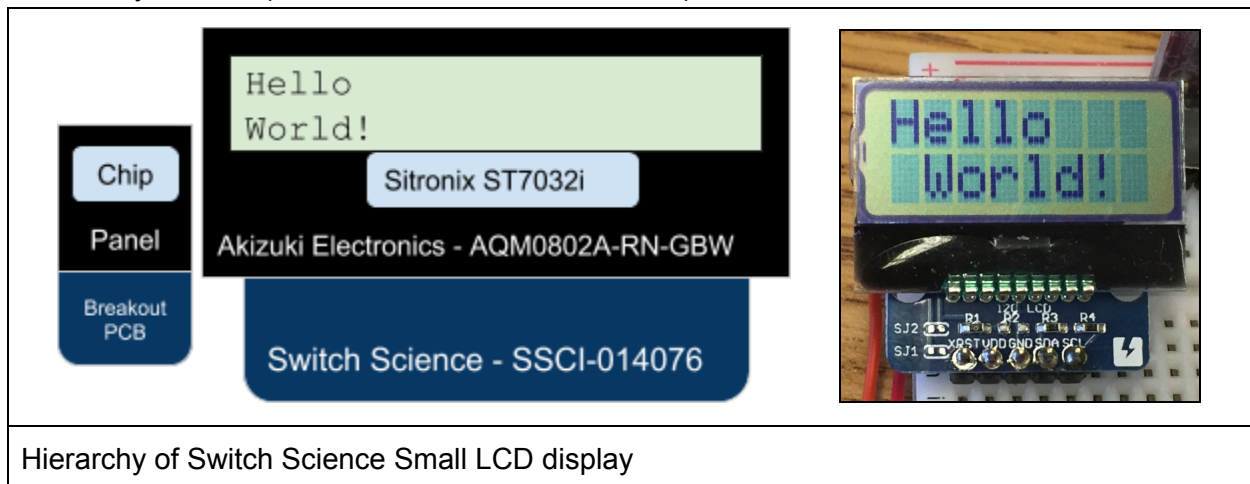 Hello
World!
Chip
Sitronix ST7032i
Panel
Akizuki Electronics - AQM0802A-RN-GBW
Breakout
PCB
Switch Science - SSCI-014076
Hello
World!
I2C LCD
R1 R2 R3 R4
SJ2
SJ1
XRST VDD GND SDA SCL
Hierarchy of Switch Science Small LCD display